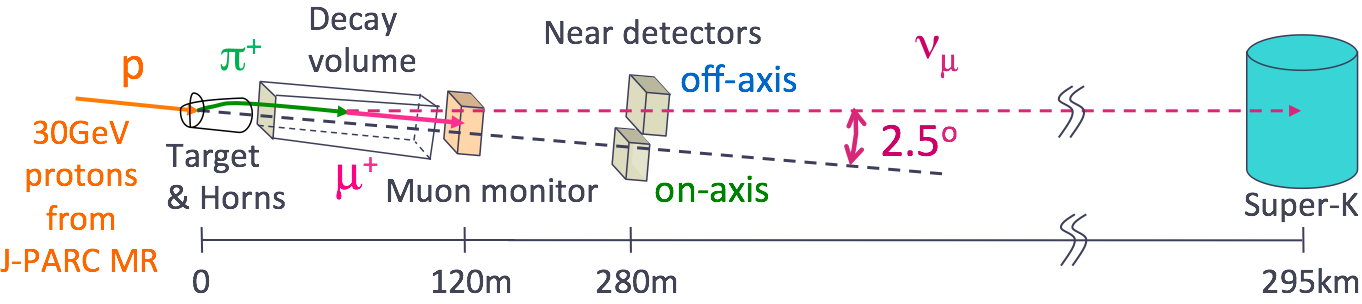 Decay
volume
Near detectors
p
π⁺
νμ
off-axis
30GeV
protons
from
J-PARC MR
Target
& Horns
μ⁺
Muon monitor
on-axis
2.5°
Super-K
0
120m
280m
295km